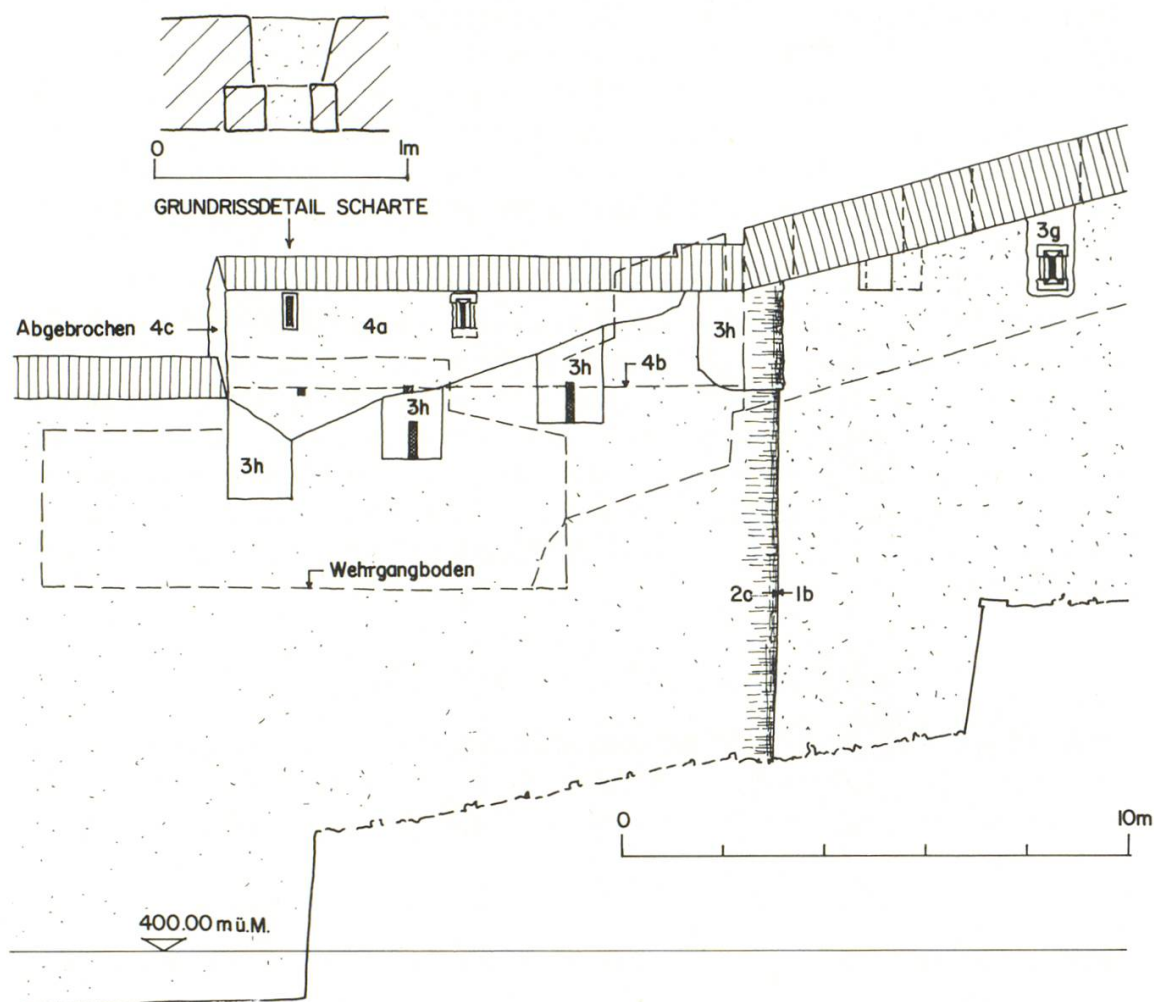 0 1m
GRUNDRISSDETAIL SCHARTE
3g
Abgebrochen 4c
4a
3h
3h
4b
3h
3h
Wehrgangboden
2c 1b
0 10m
400.00 m ü.M.